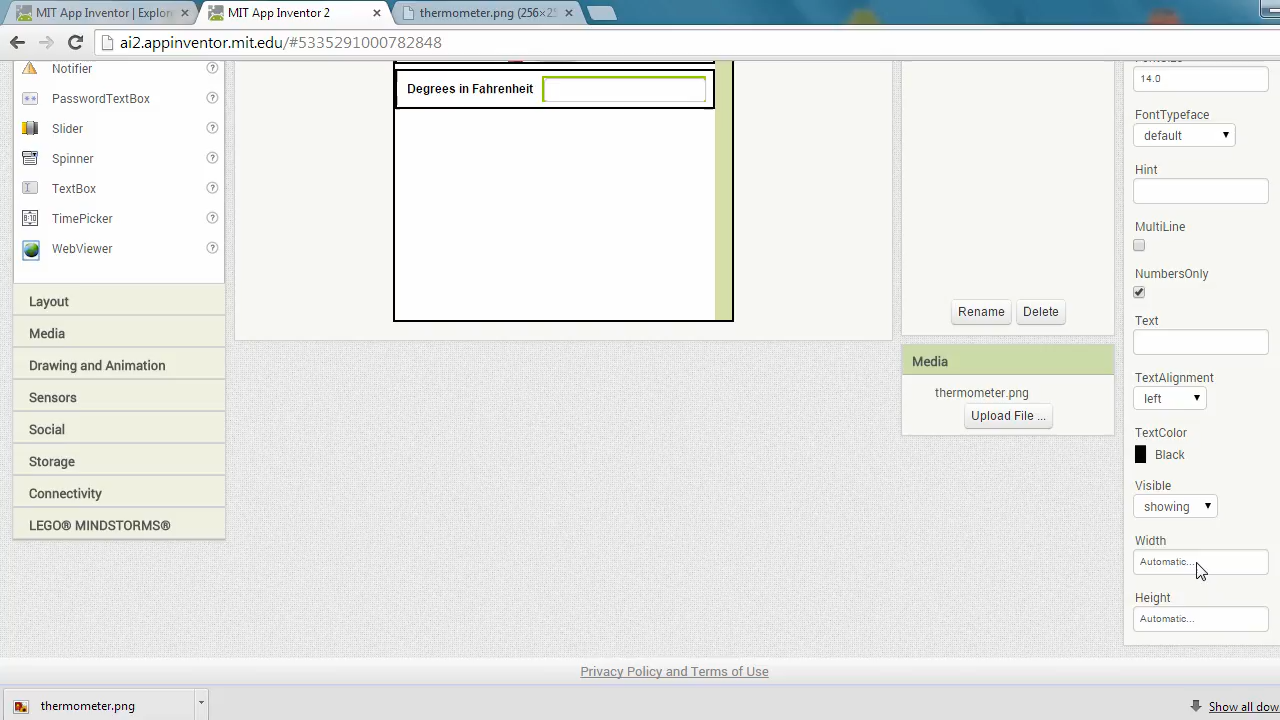 MIT App Inventor | Explor
MIT App Inventor 2
thermometer.png (256×25
ai2.appinventor.mit.edu/#5335291000782848
Notifier
PasswordTextBox
Slider
Spinner
TextBox
TimePicker
WebViewer
Layout
Media
Drawing and Animation
Sensors
Social
Storage
Connectivity
LEGO® MINDSTORMS®
Degrees in Fahrenheit
Rename
Delete
Media
thermometer.png
Upload File ...
14.0
FontTypeface
default
Hint
MultiLine
NumbersOnly
Text
TextAlignment
left
TextColor
Black
Visible
showing
Width
Automatic...
Height
Automatic...
Privacy Policy and Terms of Use
thermometer.png
Show all dow